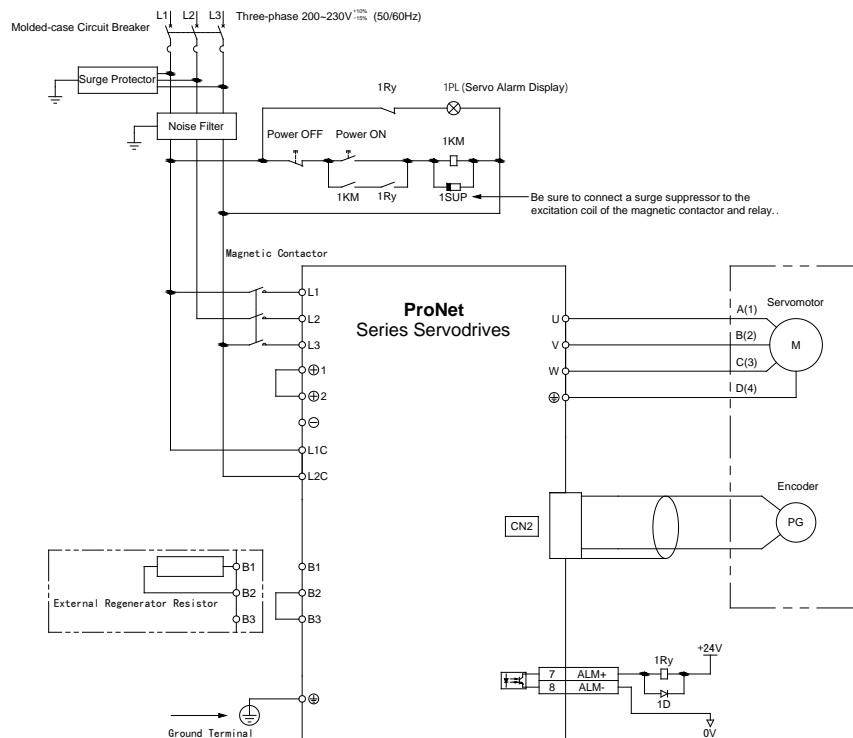 L1 L2 L3 Three-phase 200~230V +10% -15% (50/60Hz)
Molded-case Circuit Breaker
Surge Protector
1Ry
1PL (Servo Alarm Display)
Noise Filter
Power OFF
Power ON
1KM
1KM
1Ry
1SUP
Be sure to connect a surge suppressor to the
excitation coil of the magnetic contactor and relay..
Magnetic Contactor
L1
L2
L3
1
2
L1C
L2C
ProNet
Series Servodrives
U
V
W
A(1)
B(2)
C(3)
D(4)
Servomotor
M
Encoder
PG
CN2
B1
B2
B3
External Regenerator Resistor
B1
B2
B3
7 ALM+
8 ALM-
1Ry
+24V
1D
0V
Ground Terminal